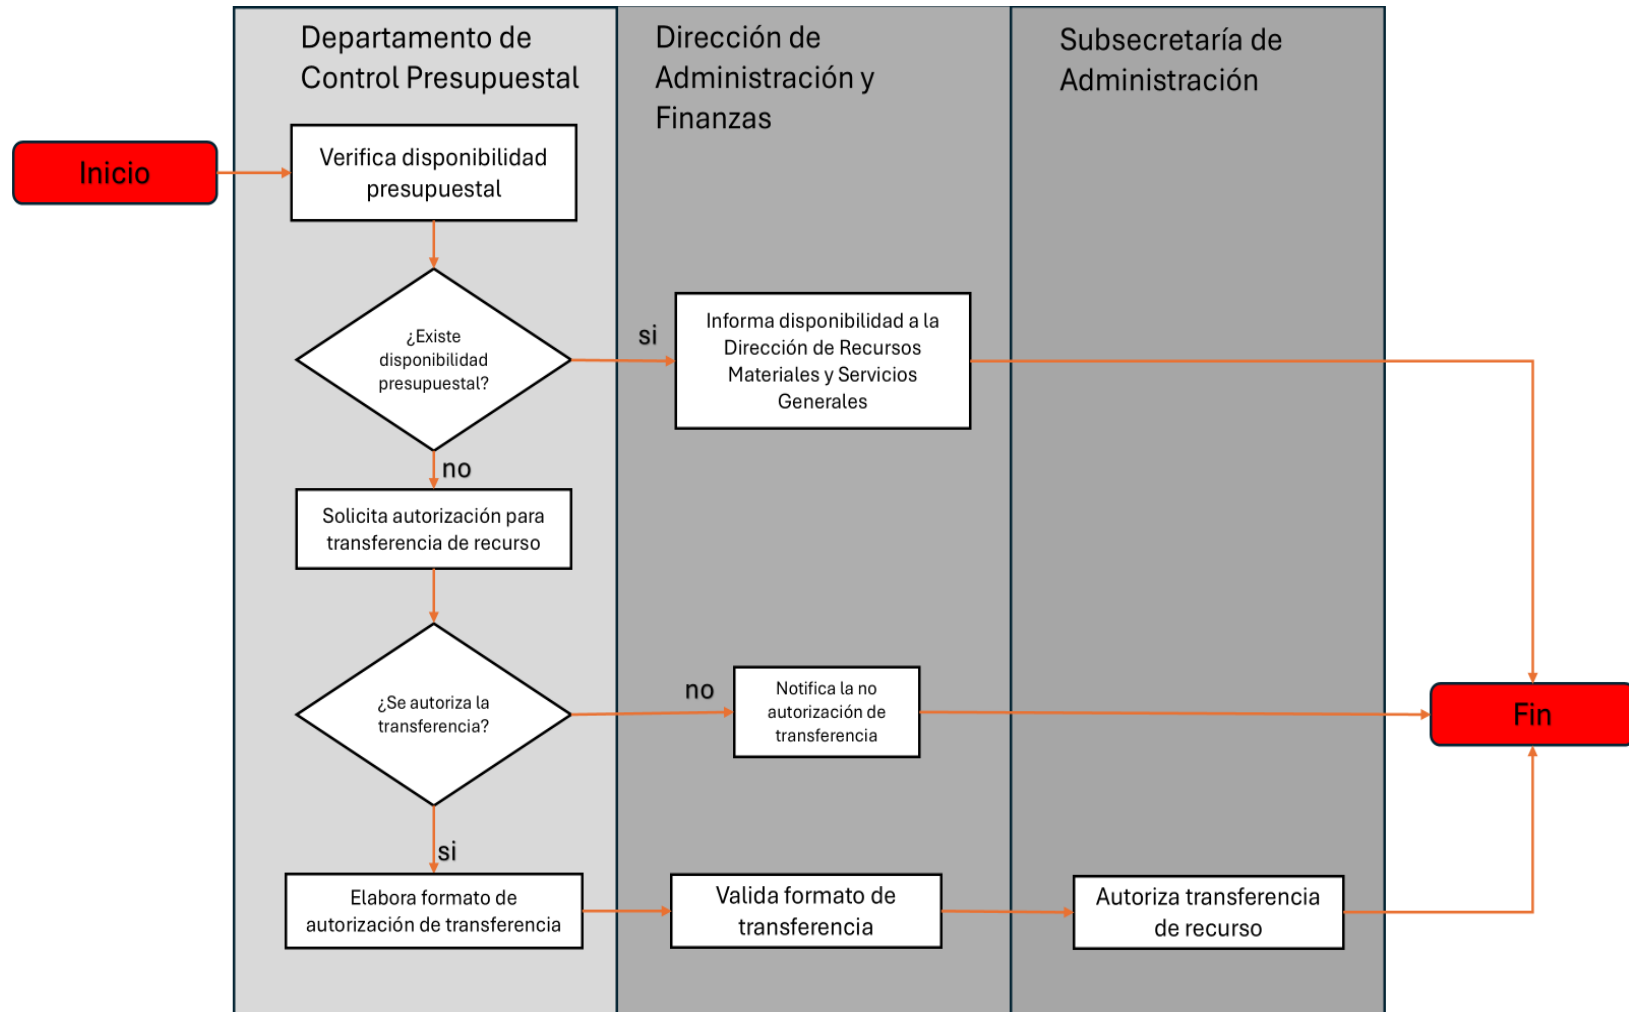 Departamento de
Control Presupuestal
Dirección de
Administración y
Finanzas
Subsecretaría de
Administración
Inicio
Verifica disponibilidad
presupuestal
¿Existe
disponibilidad
presupuestal?
si
Informa disponibilidad a la
Dirección de Recursos
Materiales y Servicios
Generales
no
Solicita autorización para
transferencia de recurso
¿Se autoriza la
transferencia?
no
Notifica la no
autorización de
transferencia
Fin
si
Elabora formato de
autorización de transferencia
Valida formato de
transferencia
Autoriza transferencia
de recurso